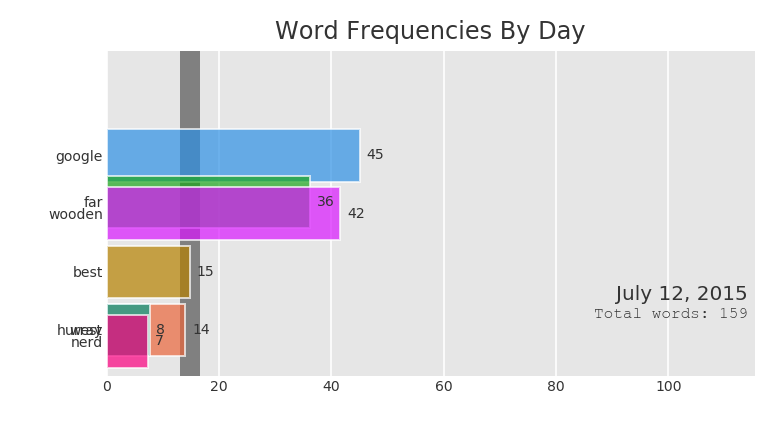 Word Frequencies By Day
google 45
far 36
wooden 42
best 15
8 14
nerd 7
July 12, 2015
Total words: 159
0 20 40 60 80 100